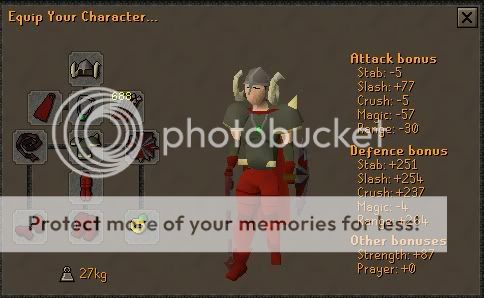 Equip Your Character...
688
photobucket
Protect more of your memories for less!
27kg
Attack bonus
Stab: -5
Slash: +77
Crush: -5
Magic: -57
Range: -30
Defence bonus
Stab: +251
Slash: +254
Crush: +237
Magic: -4
Other bonuses
Strength: +87
Prayer: +0